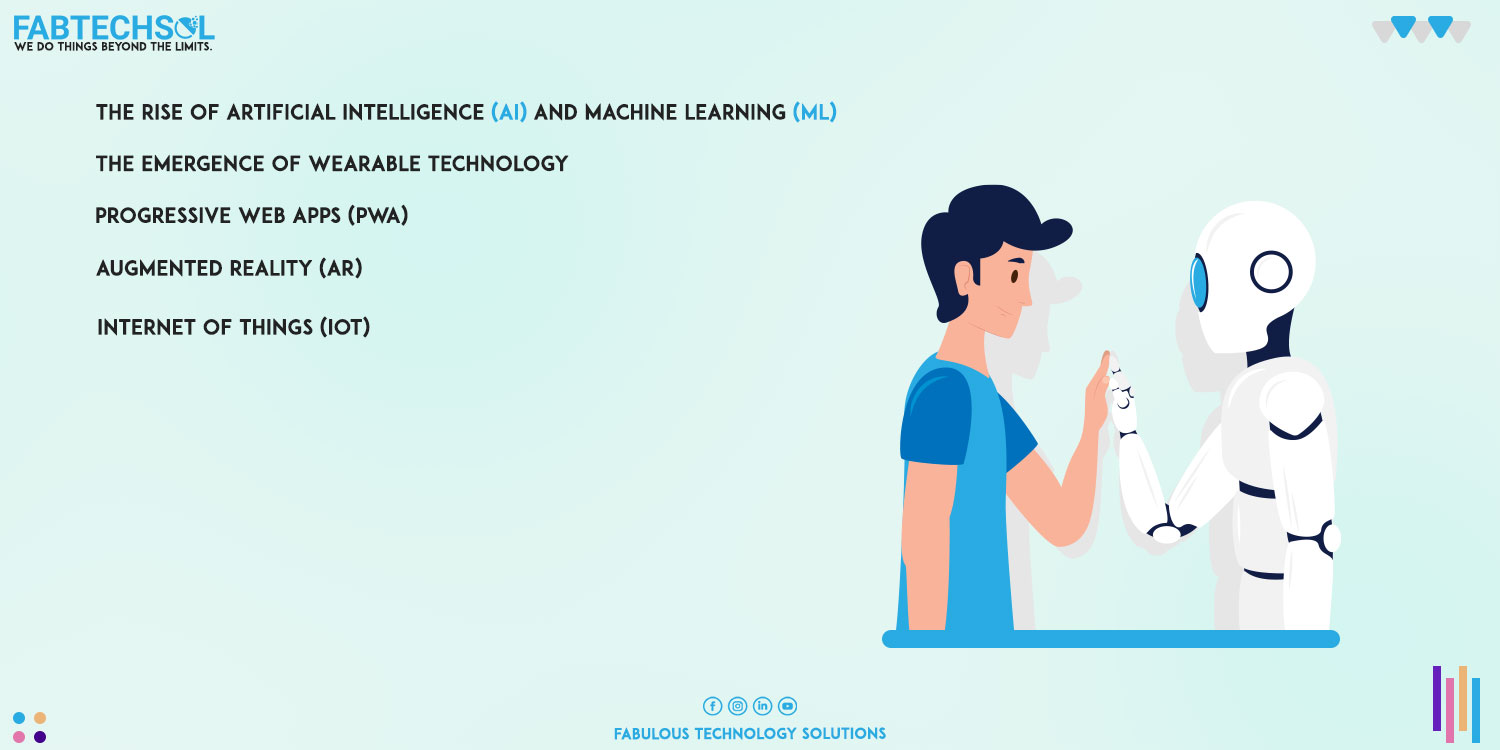 FABTECHSOL
WE DO THINGS BEYOND THE LIMITS.
THE RISE OF ARTIFICIAL INTELLIGENCE (AI) AND MACHINE LEARNING (ML)
THE EMERGENCE OF WEARABLE TECHNOLOGY
PROGRESSIVE WEB APPS (PWA)
AUGMENTED REALITY (AR)
INTERNET OF THINGS (IOT)
FABULOUS TECHNOLOGY SOLUTIONS